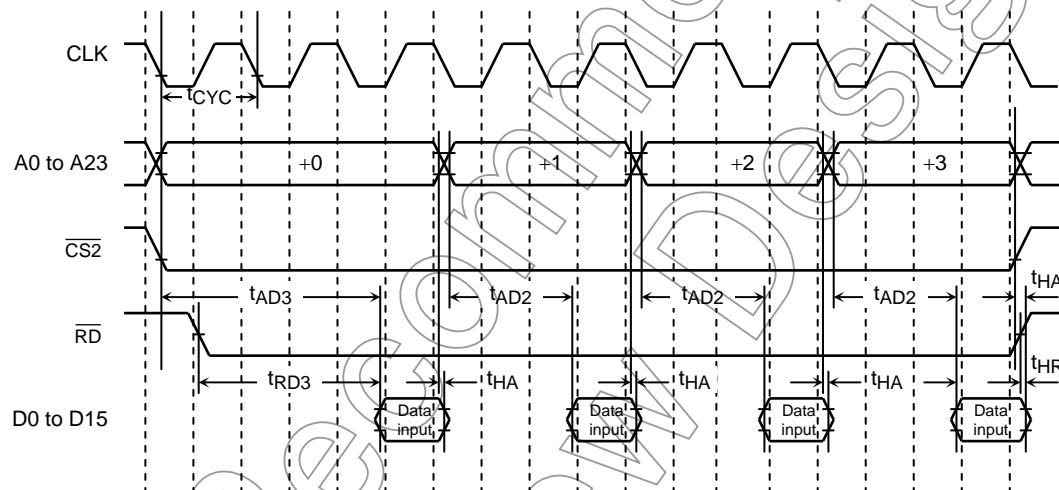 CLK
tCYC
A0 to A23
+0
+1
+2
+3
CS2
tAD3
tAD2
tAD2
tAD2
tHA
RD
tRD3
tHA
tHA
tHA
tHR
D0 to D15
Data
input
Data
input
Data
input
Data
input